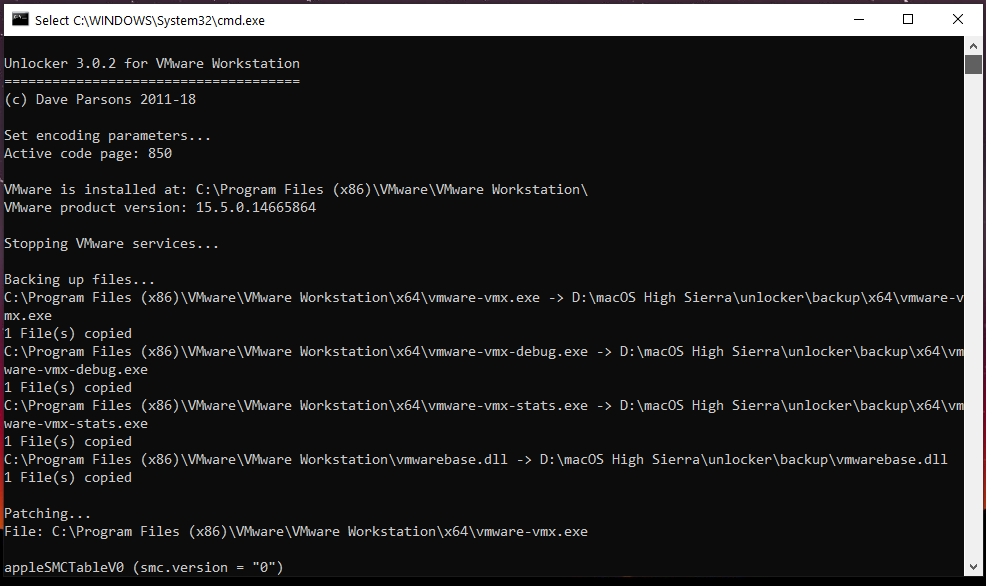 Select C:\WINDOWS\System32\cmd.exe
Unlocker 3.0.2 for VMware Workstation
=====================================
(c) Dave Parsons 2011-18
Set encoding parameters...
Active code page: 850
VMware is installed at: C:\Program Files (x86)\VMware\VMware Workstation\
VMware product version: 15.5.0.14665864
Stopping VMware services...
Backing up files...
C:\Program Files (x86)\VMware\VMware Workstation\x64\vmware-vmx.exe -> D:\macOS High Sierra\unlocker\backup\x64\vmware-v
mx.exe
1 File(s) copied
C:\Program Files (x86)\VMware\VMware Workstation\x64\vmware-vmx-debug.exe -> D:\macOS High Sierra\unlocker\backup\x64\vm
ware-vmx-debug.exe
1 File(s) copied
C:\Program Files (x86)\VMware\VMware Workstation\x64\vmware-vmx-stats.exe -> D:\macOS High Sierra\unlocker\backup\x64\vm
ware-vmx-stats.exe
1 File(s) copied
C:\Program Files (x86)\VMware\VMware Workstation\vmwarebase.dll -> D:\macOS High Sierra\unlocker\backup\vmwarebase.dll
1 File(s) copied
Patching...
File: C:\Program Files (x86)\VMware\VMware Workstation\x64\vmware-vmx.exe
appleSMCTableV0 (smc.version = "0")